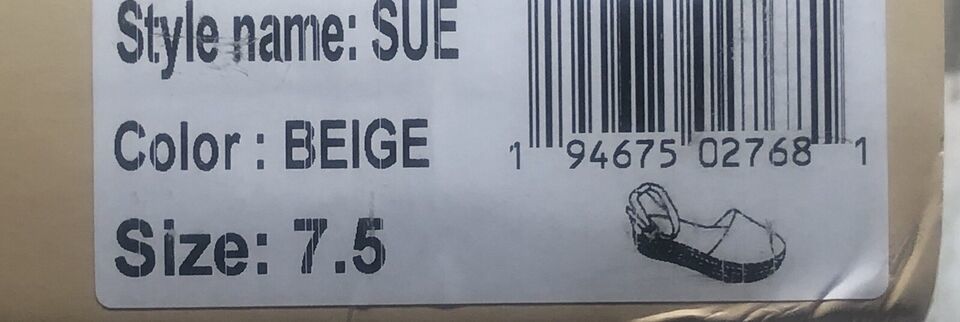 Style name: SUE
Color : BEIGE
1 94675 02768 1
Size: 7.5